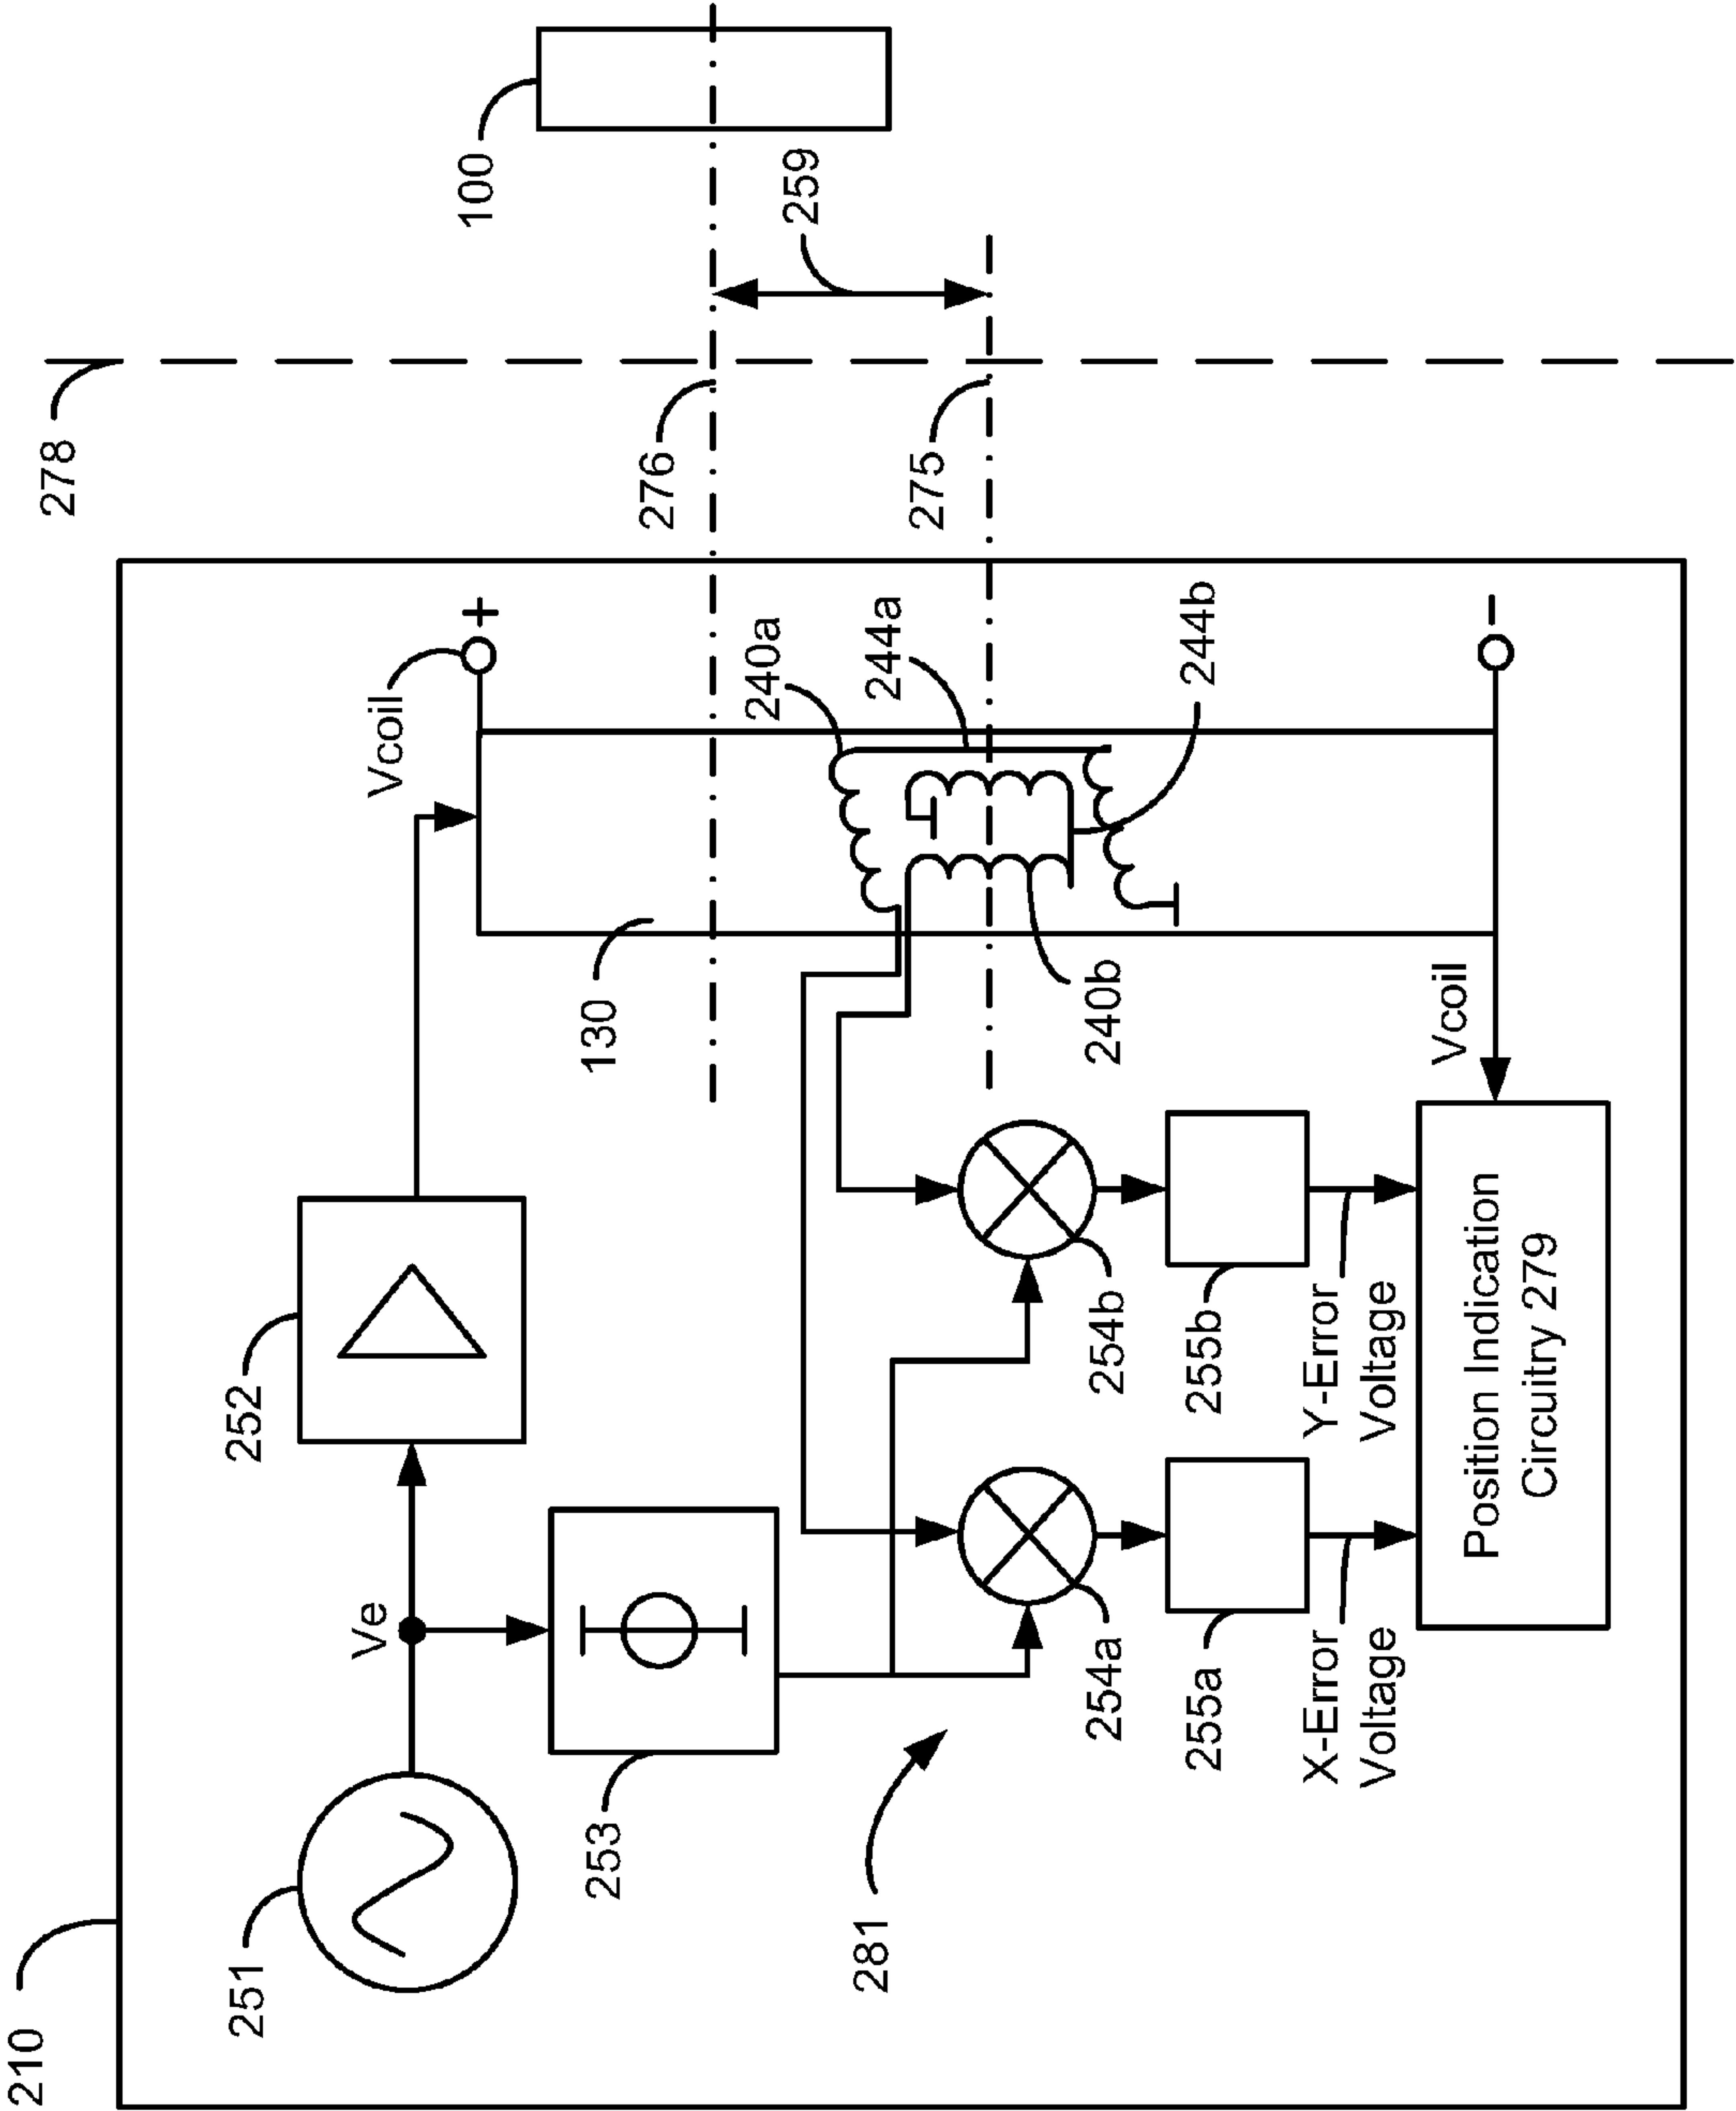 210
251
Ve
252
Vcoil
+
278
100
253
276
259
130
240a
275
244a
281
254a
254b
240b
244b
255a
255b
X-Error
Voltage
Y-Error
Voltage
Vcoil
-
Position Indication
Circuitry 279